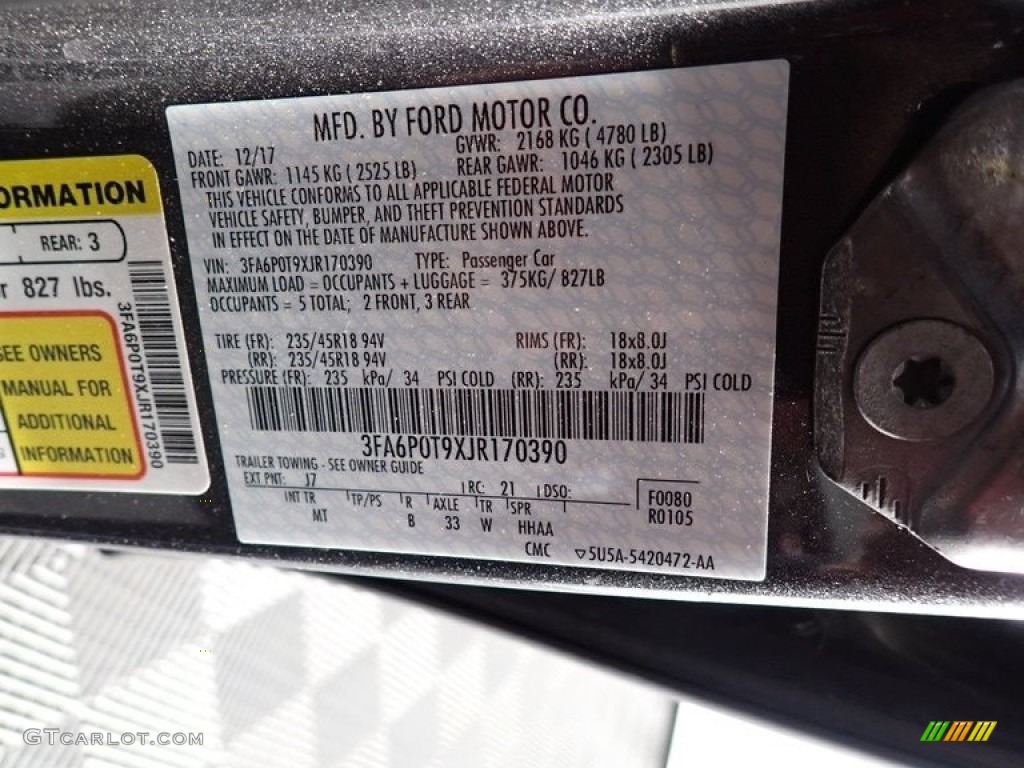 MFD. BY FORD MOTOR CO.
DATE: 12/17 GVWR: 2168 KG ( 4780 LB)
FRONT GAWR: 1145 KG ( 2525 LB) REAR GAWR: 1046 KG ( 2305 LB)
THIS VEHICLE CONFORMS TO ALL APPLICABLE FEDERAL MOTOR
VEHICLE SAFETY, BUMPER, AND THEFT PREVENTION STANDARDS
IN EFFECT ON THE DATE OF MANUFACTURE SHOWN ABOVE.
VIN: 3FA6P0T9XJR170390 TYPE: Passenger Car
MAXIMUM LOAD = OCCUPANTS + LUGGAGE = 375KG/ 827LB
OCCUPANTS = 5 TOTAL; 2 FRONT, 3 REAR
TIRE (FR): 235/45R18 94V RIMS (FR): 18x8.0J
(RR): 235/45R18 94V (RR): 18x8.0J
PRESSURE (FR): 235 kPa/ 34 PSI COLD (RR): 235 kPa/ 34 PSI COLD
3FA6P0T9XJR170390
TRAILER TOWING - SEE OWNER GUIDE
EXT PNT: J7 RC: 21 DSO:
INT TR TP/PS R AXLE TR SPR
MT B 33 W HHAA
F0080
R0105
CMC ▽5U5A-5420472-AA
ORMATION
REAR: 3
r 827 lbs.
SEE OWNERS
MANUAL FOR
ADDITIONAL
INFORMATION
3FA6P0T9XJR170390
GTCARLOT.COM